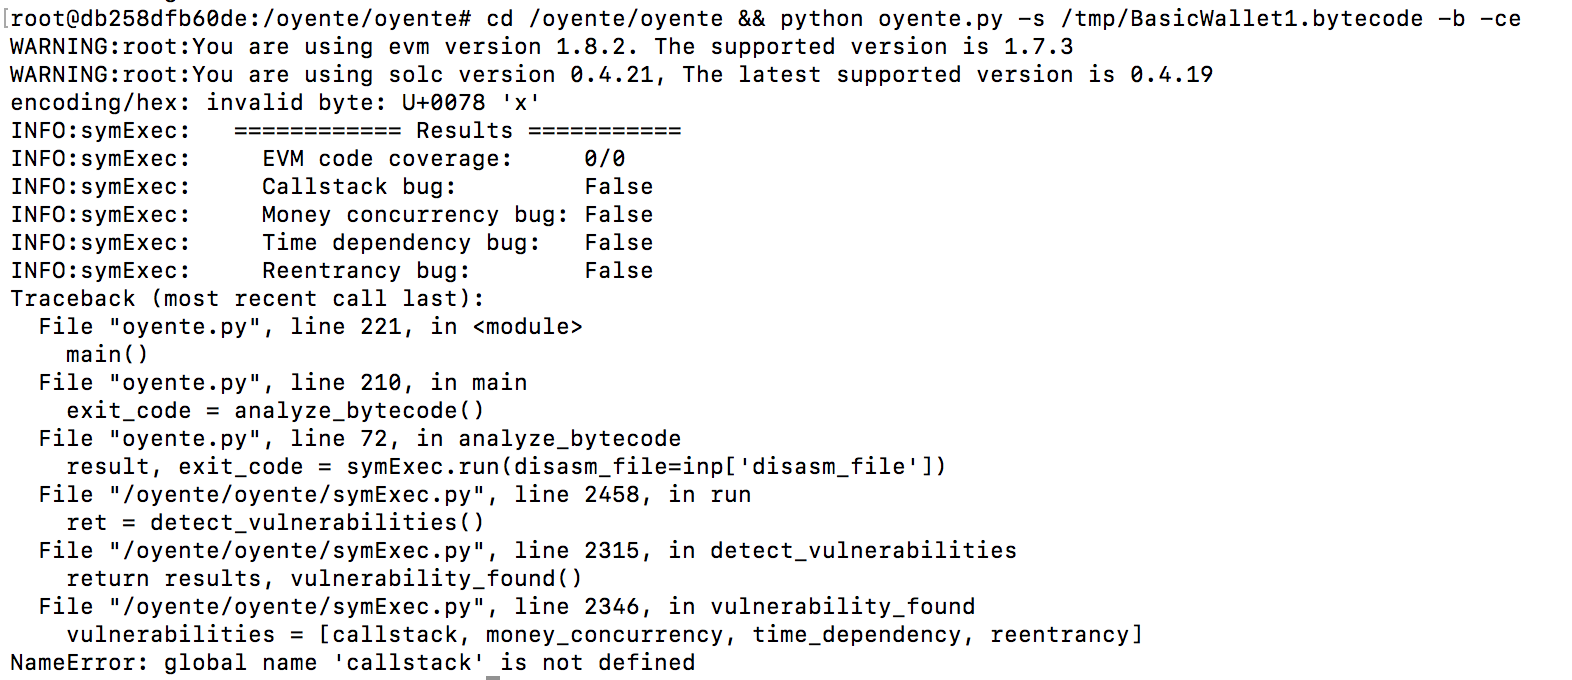 [root@db258dfb60de:/oyente/oyente# cd /oyente/oyente && python oyente.py -s /tmp/BasicWallet1.bytecode -b -ce
WARNING:root:You are using evm version 1.8.2. The supported version is 1.7.3
WARNING:root:You are using solc version 0.4.21, The latest supported version is 0.4.19
encoding/hex: invalid byte: U+0078 'x'
INFO:symExec:   ============ Results ===========
INFO:symExec:     EVM code coverage:     0/0
INFO:symExec:     Callstack bug:         False
INFO:symExec:     Money concurrency bug: False
INFO:symExec:     Time dependency bug:   False
INFO:symExec:     Reentrancy bug:        False
Traceback (most recent call last):
  File "oyente.py", line 221, in <module>
    main()
  File "oyente.py", line 210, in main
    exit_code = analyze_bytecode()
  File "oyente.py", line 72, in analyze_bytecode
    result, exit_code = symExec.run(disasm_file=inp['disasm_file'])
  File "/oyente/oyente/symExec.py", line 2458, in run
    ret = detect_vulnerabilities()
  File "/oyente/oyente/symExec.py", line 2315, in detect_vulnerabilities
    return results, vulnerability_found()
  File "/oyente/oyente/symExec.py", line 2346, in vulnerability_found
    vulnerabilities = [callstack, money_concurrency, time_dependency, reentrancy]
NameError: global name 'callstack' is not defined